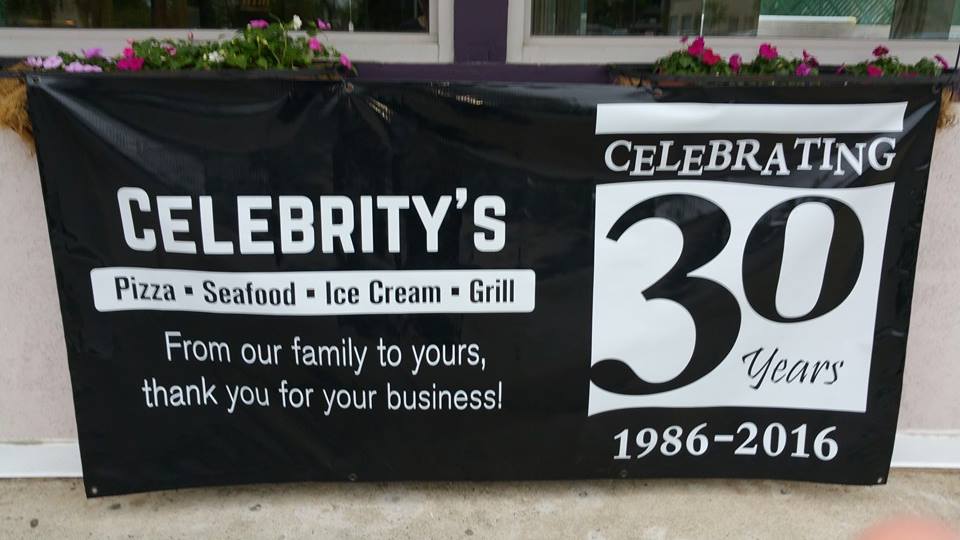 CELEBRITY'S
Pizza ▪ Seafood ▪ Ice Cream ▪ Grill
From our family to yours,
thank you for your business!
CELEBRATING
30
Years
1986-2016